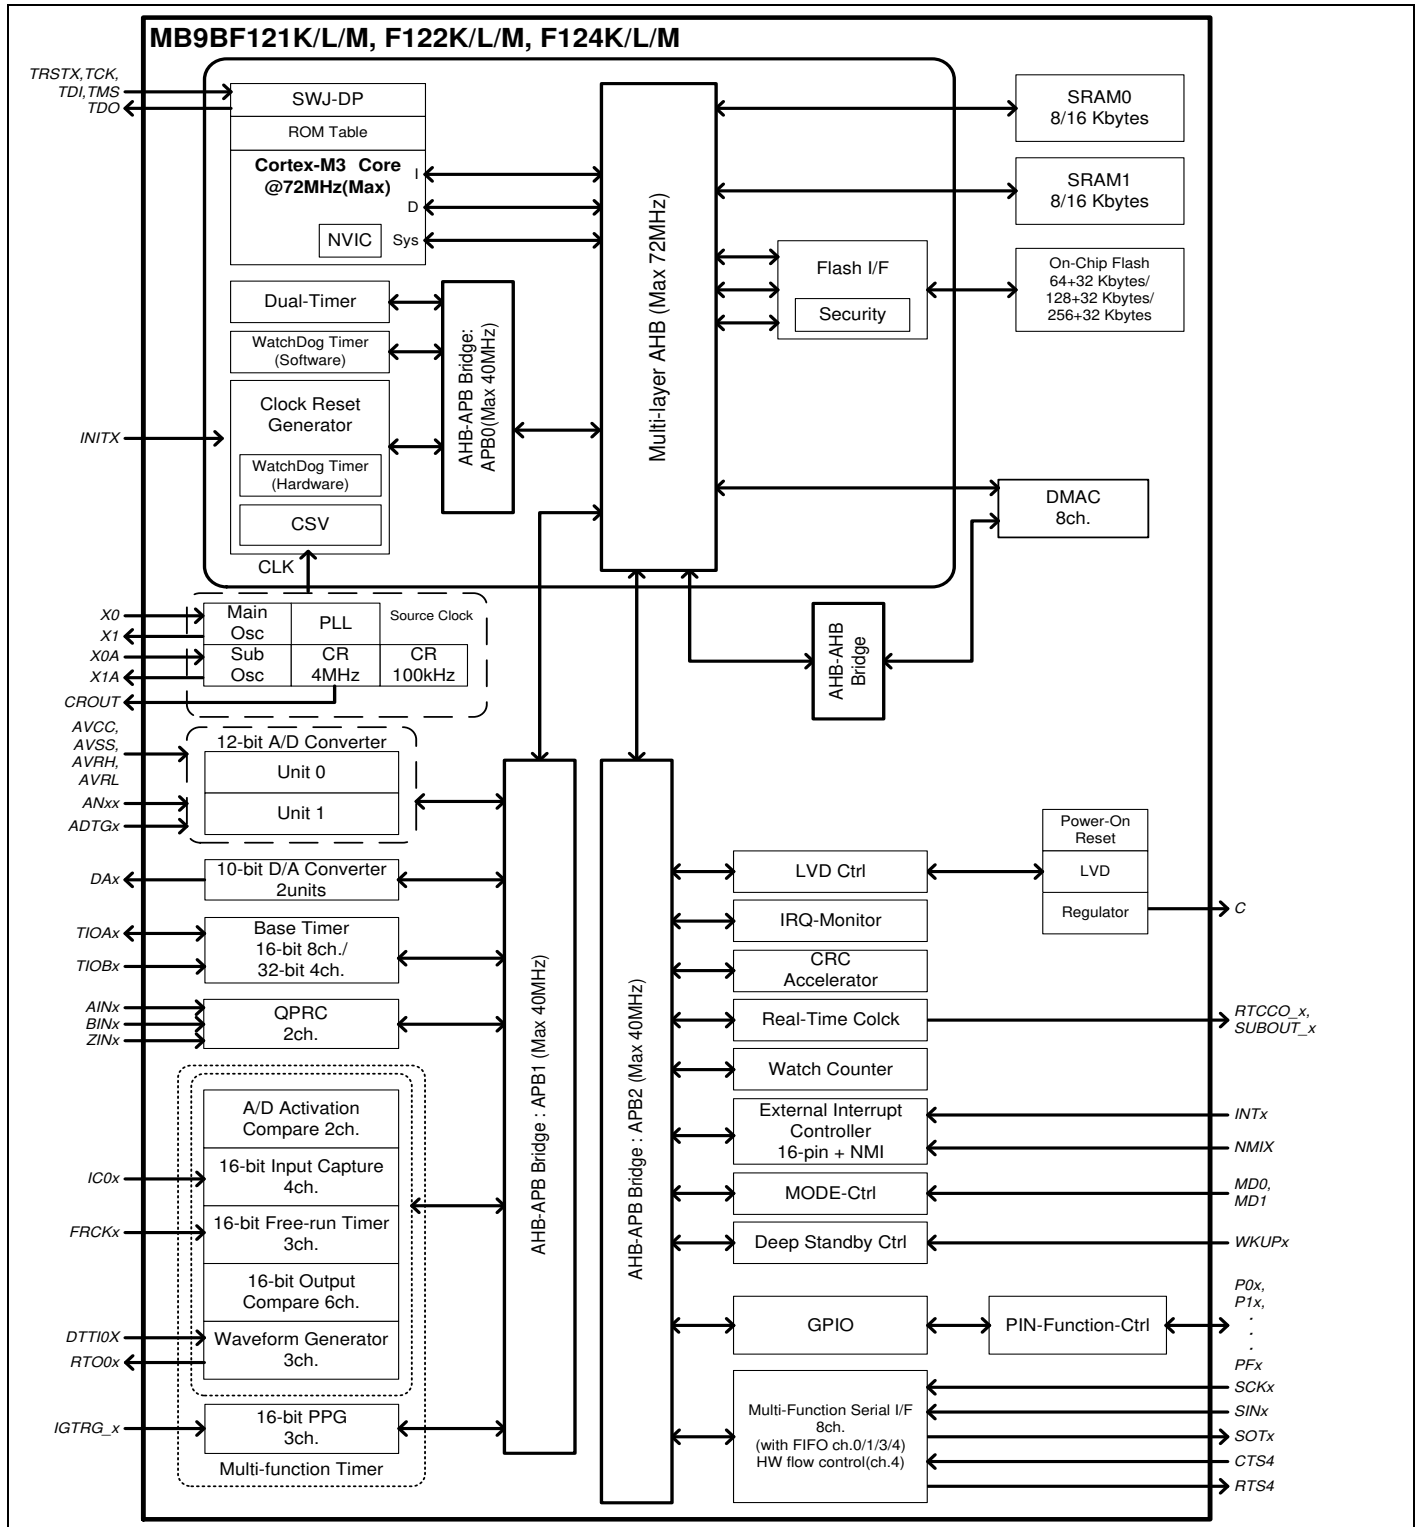 MB9BF121K/L/M, F122K/L/M, F124K/L/M
TRSTX,TCK,
TDI,TMS
TDO
SWJ-DP
ROM Table
Cortex-M3 Core
@72MHz(Max)
I
D
Sys
NVIC
Dual-Timer
WatchDog Timer
(Software)
Clock Reset
Generator
WatchDog Timer
(Hardware)
CSV
CLK
INITX
AHB-APB Bridge:
APB0(Max 40MHz)
Multi-layer AHB (Max 72MHz)
SRAM0
8/16 Kbytes
SRAM1
8/16 Kbytes
Flash I/F
Security
On-Chip Flash
64+32 Kbytes/
128+32 Kbytes/
256+32 Kbytes
DMAC
8ch.
AHB-AHB
Bridge
X0
X1
X0A
X1A
CROUT
Main
Osc
PLL
Source Clock
Sub
Osc
CR
4MHz
CR
100kHz
AVCC,
AVSS,
AVRH,
AVRL
ANxx
ADTGx
12-bit A/D Converter
Unit 0
Unit 1
DAx
10-bit D/A Converter
2units
TIOAx
TIOBx
Base Timer
16-bit 8ch./
32-bit 4ch.
AINx
BINx
ZINx
QPRC
2ch.
A/D Activation
Compare 2ch.
IC0x
16-bit Input Capture
4ch.
FRCKx
16-bit Free-run Timer
3ch.
16-bit Output
Compare 6ch.
DTTI0X
RTO0x
Waveform Generator
3ch.
IGTRG_x
16-bit PPG
3ch.
Multi-function Timer
AHB-APB Bridge : APB1 (Max 40MHz)
AHB-APB Bridge : APB2 (Max 40MHz)
LVD Ctrl
Power-On
Reset
LVD
Regulator
C
IRQ-Monitor
CRC
Accelerator
Real-Time Colck
RTCCO_x,
SUBOUT_x
Watch Counter
External Interrupt
Controller
16-pin + NMI
INTx
NMIX
MODE-Ctrl
MD0,
MD1
Deep Standby Ctrl
WKUPx
GPIO
PIN-Function-Ctrl
P0x,
P1x,
.
.
.
PFx
Multi-Function Serial I/F
8ch.
(with FIFO ch.0/1/3/4)
HW flow control(ch.4)
SCKx
SINx
SOTx
CTS4
RTS4